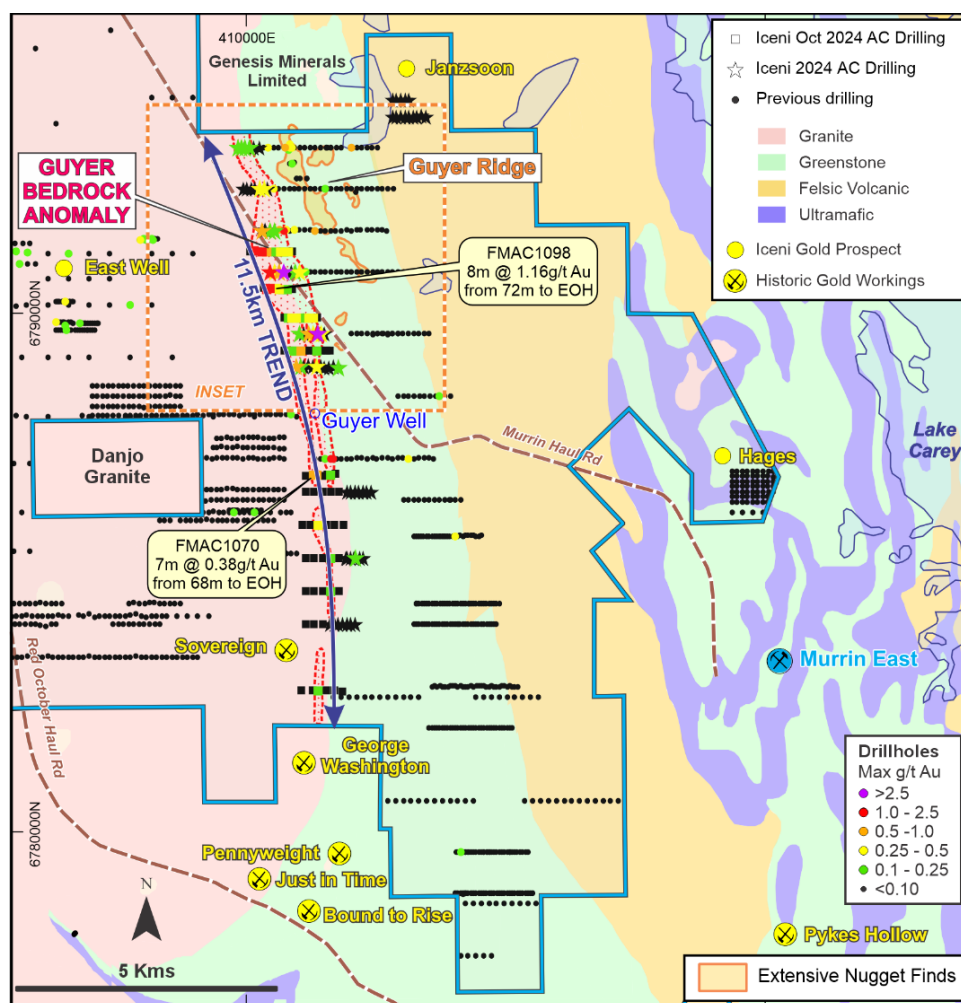 410000E
Genesis Minerals
Limited
Janzsoon
Iceni Oct 2024 AC Drilling
Iceni 2024 AC Drilling
Previous drilling
Granite
Greenstone
Felsic Volcanic
Ultramafic
Iceni Gold Prospect
Historic Gold Workings
GUYER
BEDROCK
ANOMALY
Guyer Ridge
East Well
FMAC1098
8m @ 1.16g/t Au
from 72m to EOH
6790000N
11.5km TREND
INSET
Guyer Well
Murrin Haul Rd
Danjo
Granite
Hages
Lake
Carey
FMAC1070
7m @ 0.38g/t Au
from 68m to EOH
Sovereign
Murrin East
Red October Haul Rd
George
Washington
Drillholes
Max g/t Au
>2.5
1.0 - 2.5
0.5 -1.0
0.25 - 0.5
0.1 - 0.25
<0.10
6780000N
Pennyweight
Just in Time
Bound to Rise
N
Pykes Hollow
5 Kms
Extensive Nugget Finds